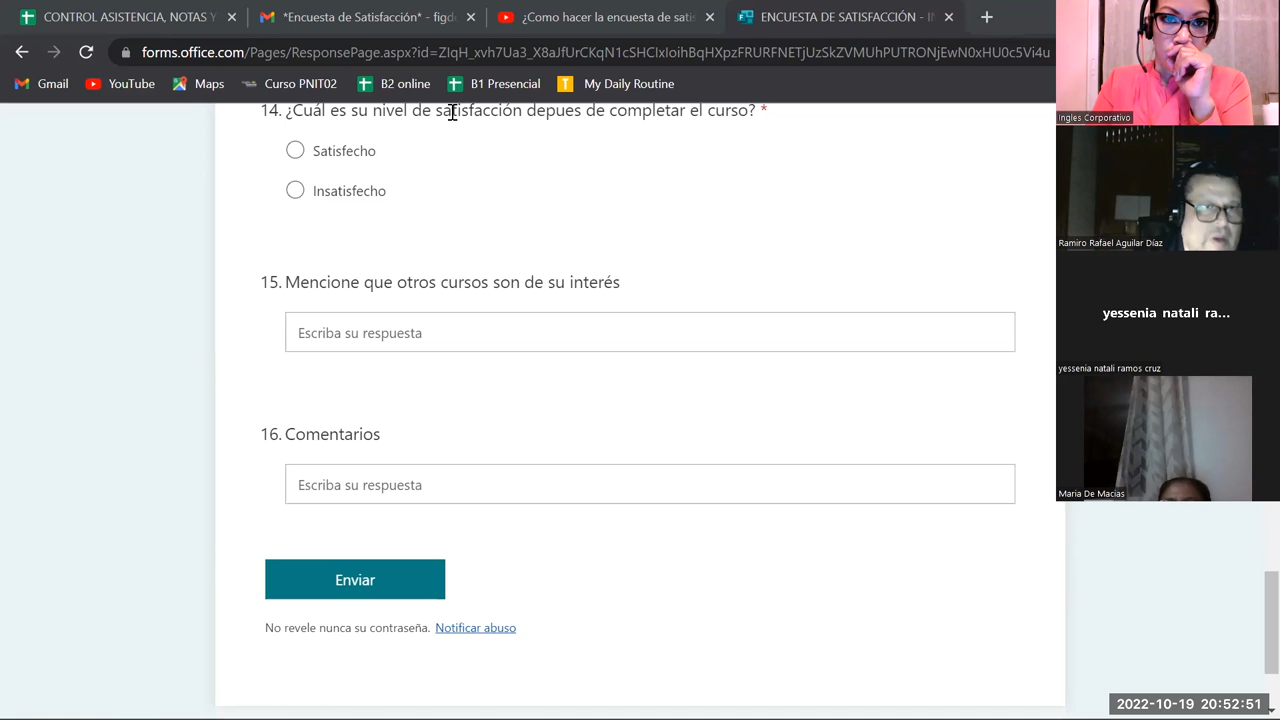 CONTROL ASISTENCIA, NOTAS Y
*Encuesta de Satisfacción* - figd
¿Como hacer la encuesta de satis
ENCUESTA DE SATISFACCIÓN - I
forms.office.com/Pages/ResponsePage.aspx?id=
Gmail
YouTube
Maps
Curso PNIT02
B2 online
B1 Presencial
My Daily Routine
14. ¿Cuál es su nivel de satisfacción depues de completar el curso? *
Satisfecho
Insatisfecho
15. Mencione que otros cursos son de su interés
Escriba su respuesta
16. Comentarios
Escriba su respuesta
Enviar
No revele nunca su contraseña. Notificar abuso
Ingles Corporativo
Ramiro Rafael Aguilar Díaz
yessenia natali ra...
yessenia natali ramos cruz
Maria De Macias
2022-10-19 20:52:51